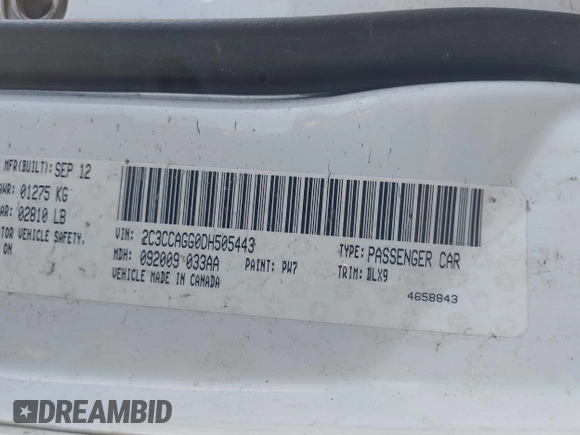 MFR(BUILT): SEP 12
01275 KG
02810 LB
VEHICLE SAFETY.
ON
VIN: 2C3CCAGG0DH505443
TYPE: PASSENGER CAR
MDH: 092009 033AA PAINT: PW7 TRIM: DLX9
VEHICLE MADE IN CANADA
4658843
DREAMBID